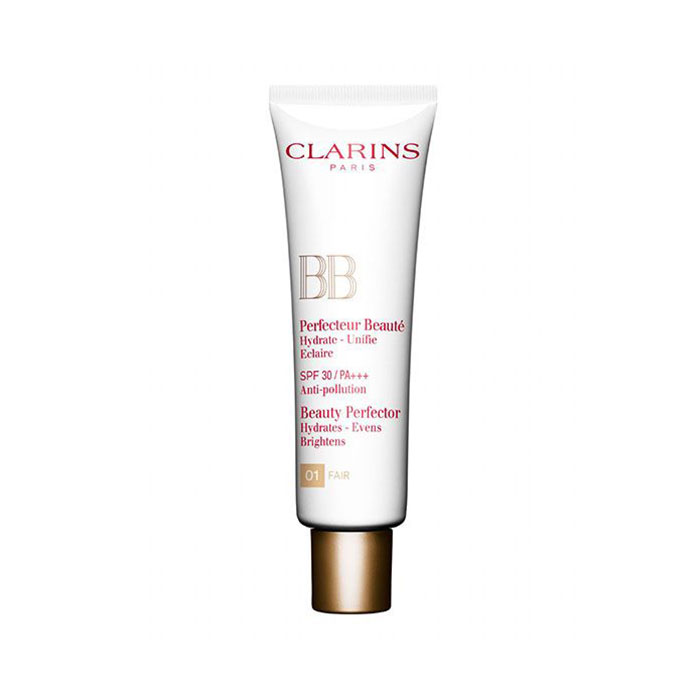 CLARINS
PARIS
BB
Perfecteur Beauté
Hydrate - Unifie
Eclaire
SPF 30 / PA+++
Anti-pollution
Beauty Perfector
Hydrates - Evens
Brightens
01 FAIR